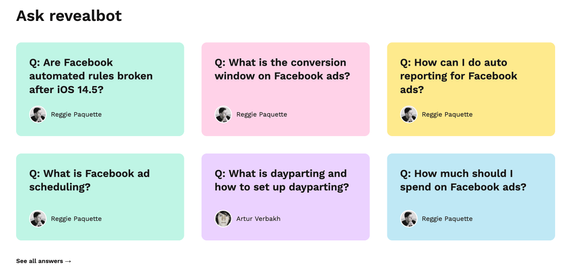 Ask revealbot
Q: Are Facebook
automated rules broken
after iOS 14.5?
Reggie Paquette
Q: What is the conversion
window on Facebook ads?
Reggie Paquette
Q: How can I do auto
reporting for Facebook
ads?
Reggie Paquette
Q: What is Facebook ad
scheduling?
Reggie Paquette
Q: What is dayparting and
how to set up dayparting?
Artur Verbakh
Q: How much should I
spend on Facebook ads?
Reggie Paquette
See all answers →